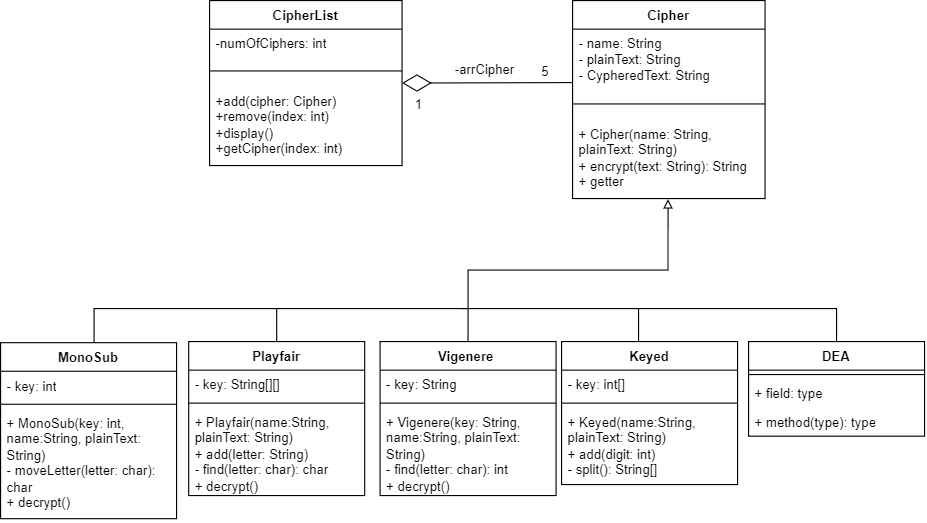 CipherList
-numOfCiphers: int
+add(cipher: Cipher)
+remove(index: int)
+display()
+getCipher(index: int)
-arrCipher
5
1
Cipher
- name: String
- plainText: String
- CypheredText: String
+ Cipher(name: String,
plainText: String)
+ encrypt(text: String): String
+ getter
MonoSub
- key: int
+ MonoSub(key: int,
name:String, plainText:
String)
- moveLetter(letter: char):
char
+ decrypt()
Playfair
- key: String[][]
+ Playfair(name:String,
plainText: String)
+ add(letter: String)
- find(letter: char): char
+ decrypt()
Vigenere
- key: String
+ Vigenere(key: String,
name:String, plainText:
String)
- find(letter: char): int
+ decrypt()
Keyed
- key: int[]
+ Keyed(name:String,
plainText: String)
+ add(digit: int)
- split(): String[]
DEA
+ field: type
+ method(type): type